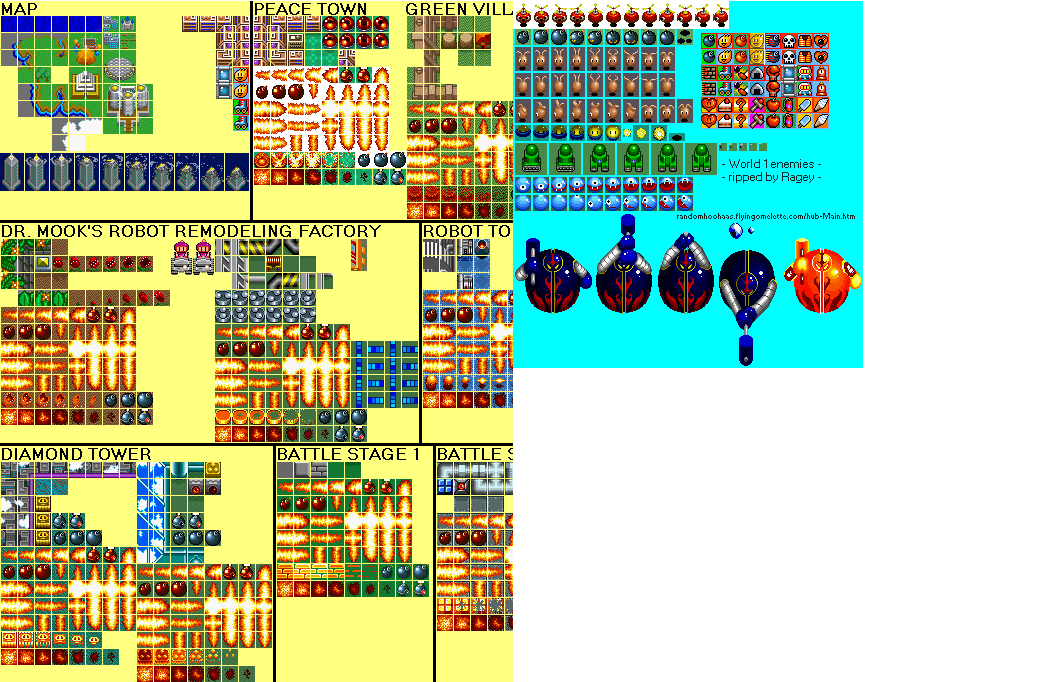 MAP
PEACE TOWN
GREEN VILL
- World 1 enemies -
- ripped by Ragey -
randomhoohaas.flyingomelette.com/hub-Main.htm
DR. MOOK'S ROBOT REMODELING FACTORY
ROBOT TO
DIAMOND TOWER
BATTLE STAGE 1
BATTLE S